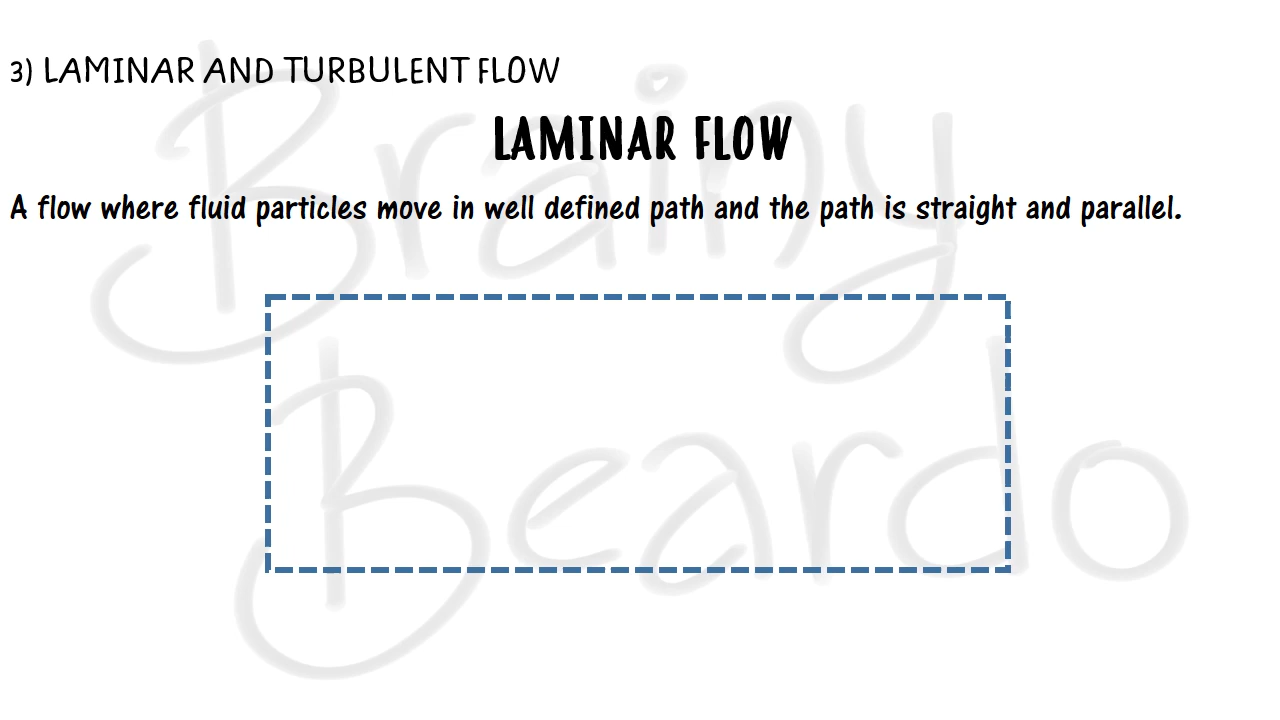 3) LAMINAR AND TURBULENT FLOW
LAMINAR FLOW
A flow where fluid particles move in well defined path and the path is straight and parallel.
Brainy
Beardo